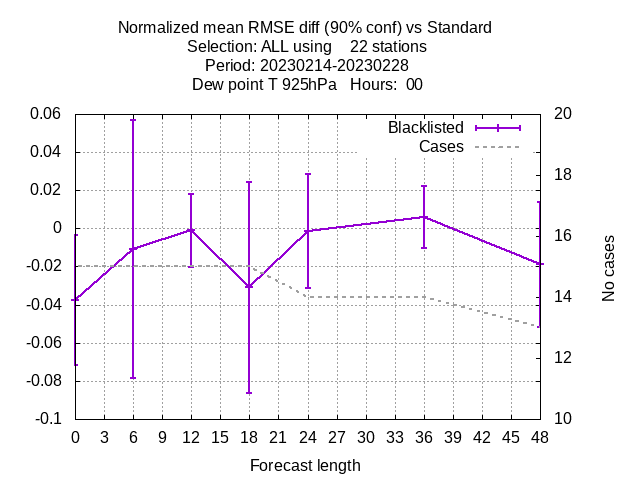 Normalized mean RMSE diff (90% conf) vs Standard
Selection: ALL using    22 stations
Period: 20230214-20230228
Dew point T 925hPa   Hours:  00
Blacklisted
Cases
0.06
0.04
0.02
0
-0.02
-0.04
-0.06
-0.08
-0.1
20
18
16
14
12
10
No cases
0 3 6 9 12 15 18 21 24 27 30 33 36 39 42 45 48
Forecast length